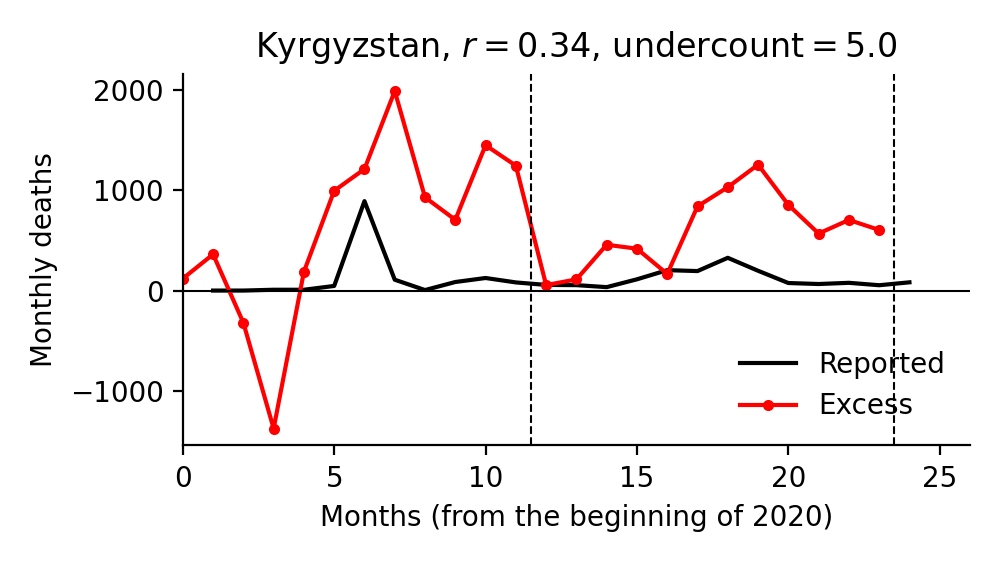 Kyrgyzstan, r = 0.34, undercount = 5.0
Monthly deaths
2000
1000
0
−1000
Reported
Excess
0 5 10 15 20 25
Months (from the beginning of 2020)